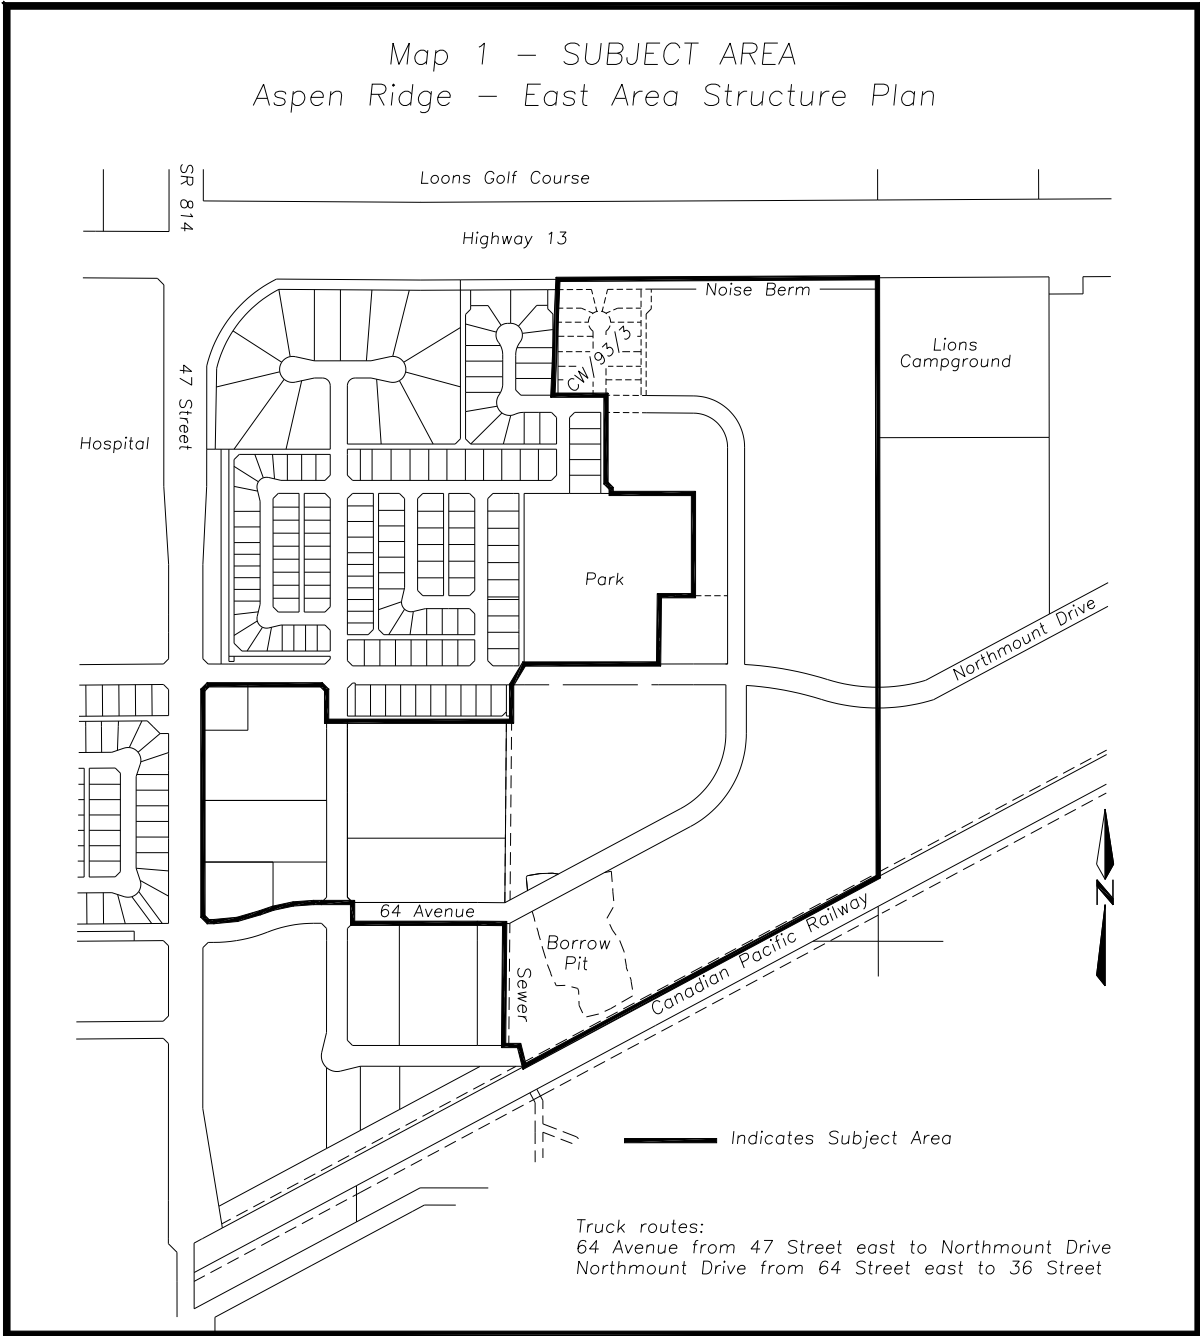 Map 1 – SUBJECT AREA
Aspen Ridge – East Area Structure Plan
SR 814
Loons Golf Course
Highway 13
Noise Berm
CW/93/3
Lions
Campground
47 Street
Hospital
Park
Northmount Drive
64 Avenue
Borrow
Pit
Sewer
Canadian Pacific Railway
N
Indicates Subject Area
Truck routes:
64 Avenue from 47 Street east to Northmount Drive
Northmount Drive from 64 Street east to 36 Street